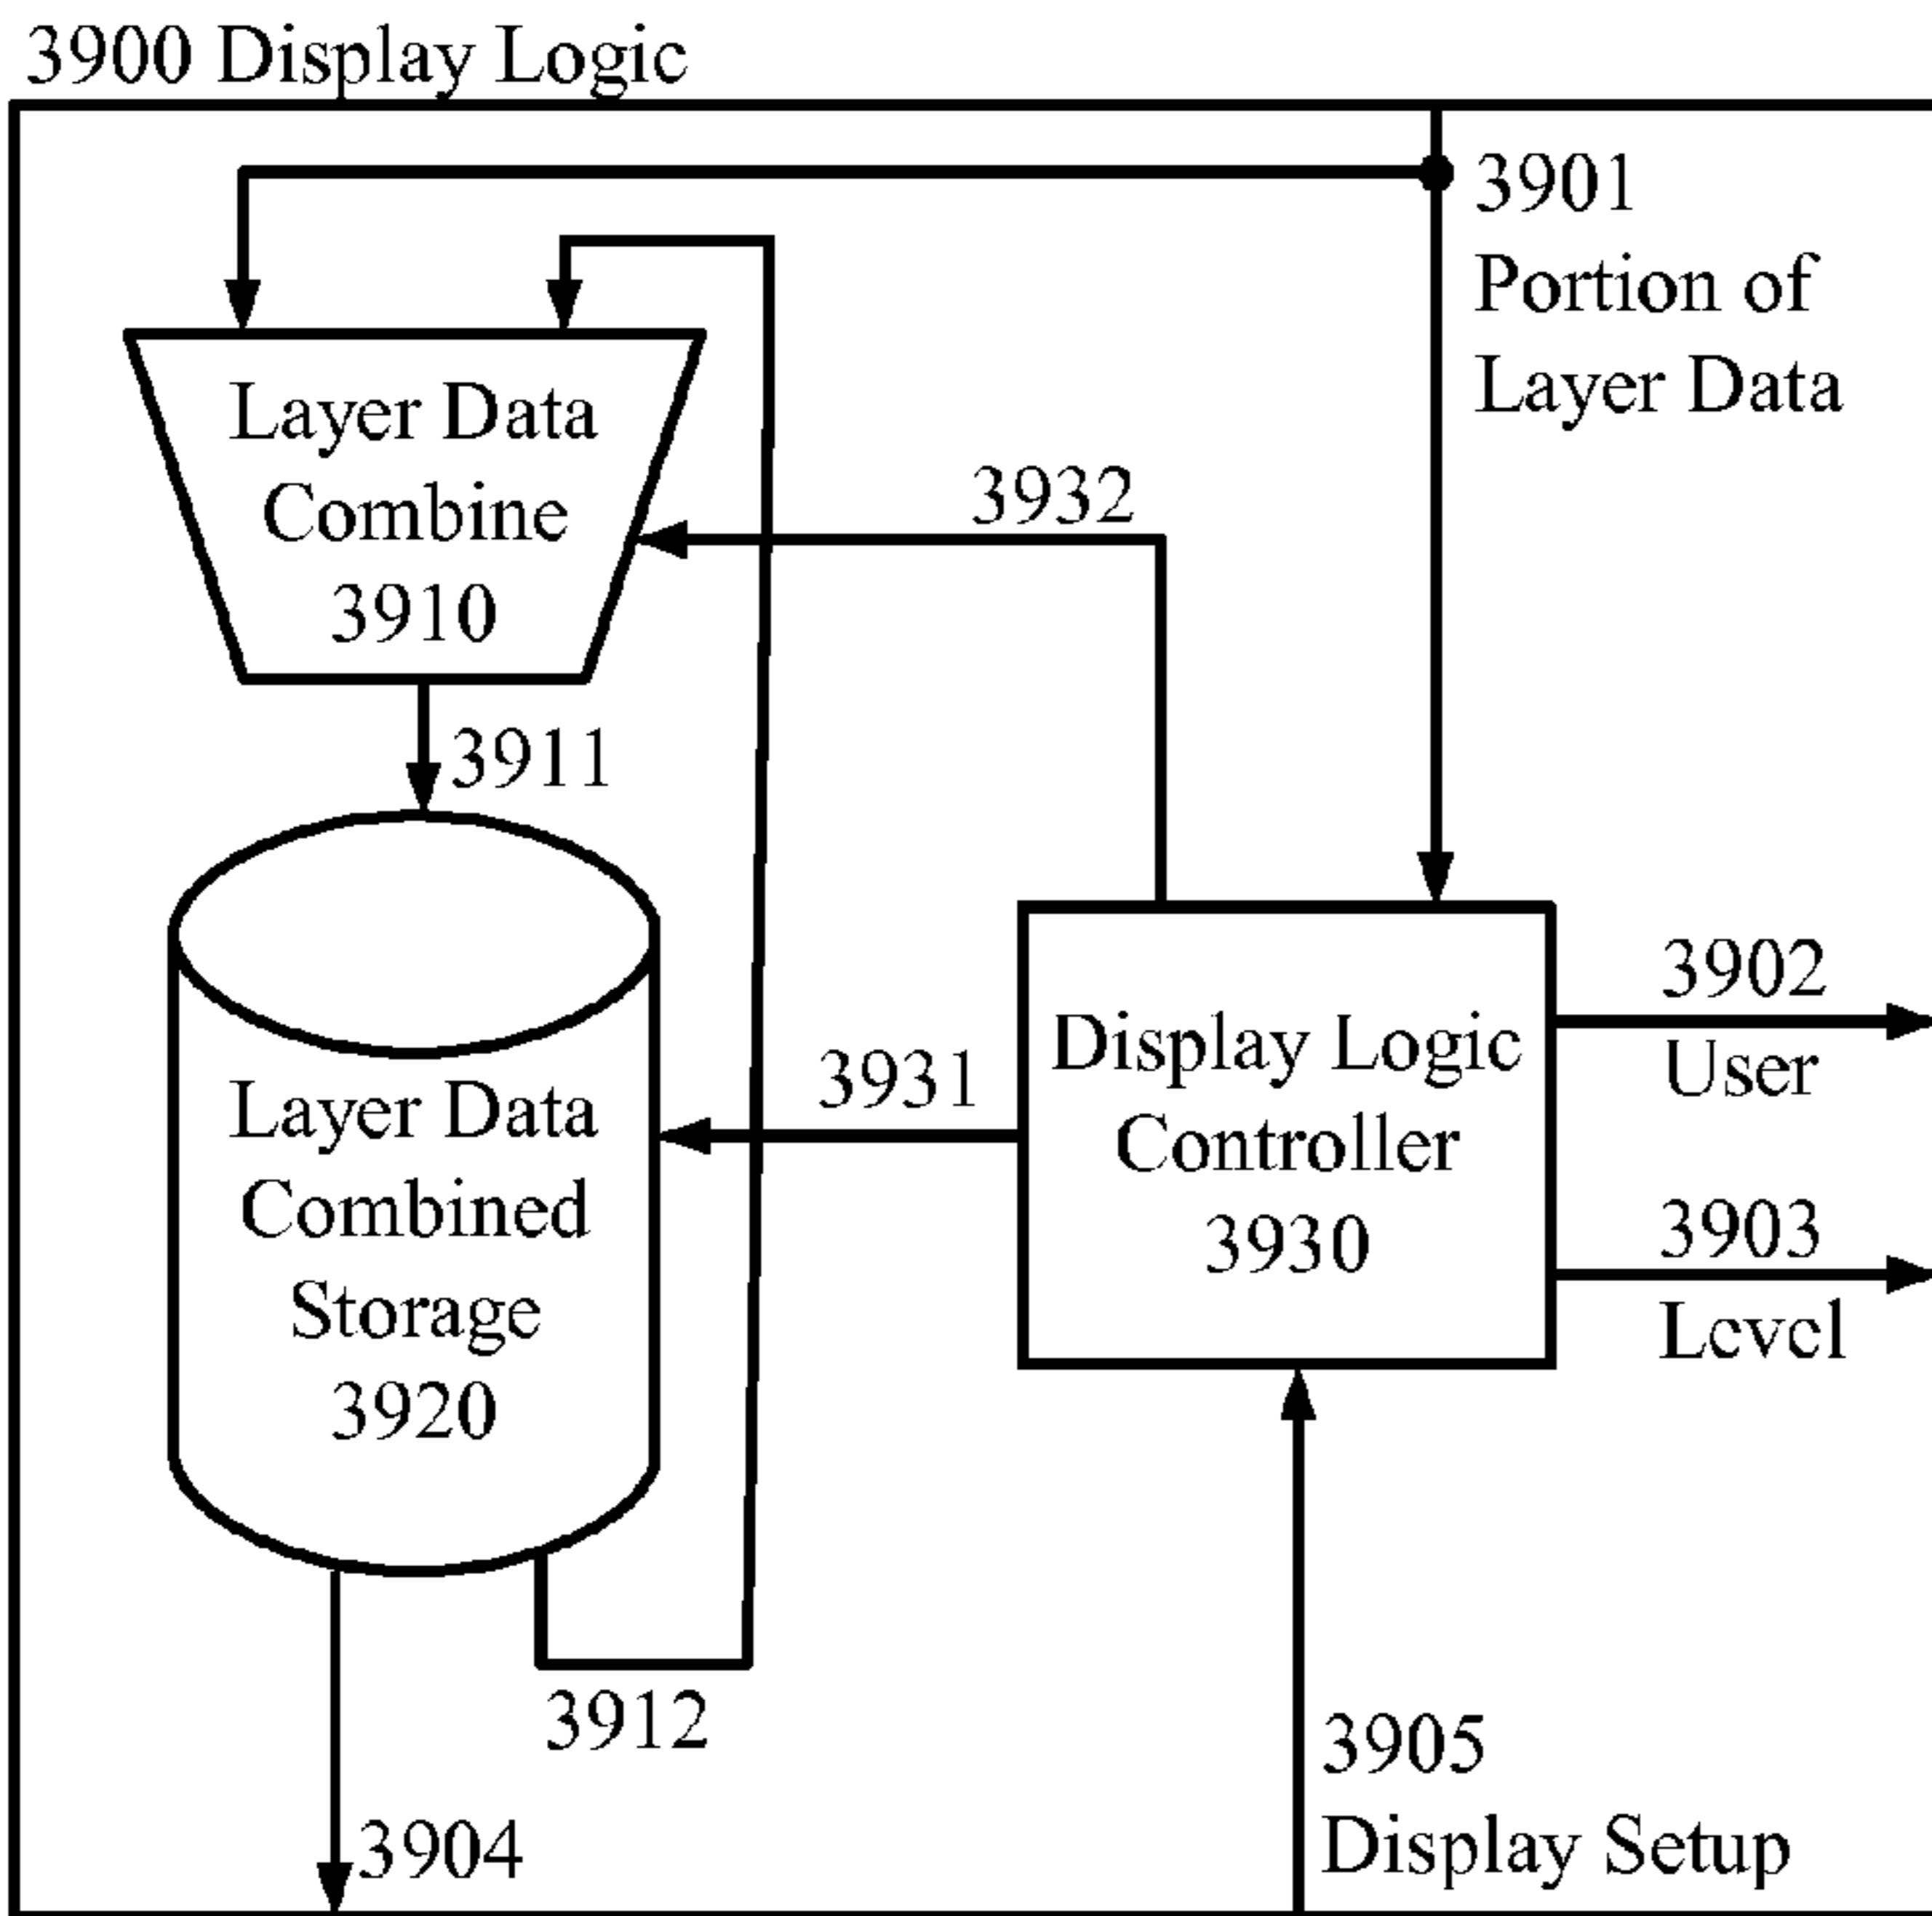 3900 Display Logic
3901
Portion of
Layer Data
Layer Data
Combine
3910
3932
3911
3902
User
Display Logic
Controller
3930
3931
Layer Data
Combined
Storage
3920
3903
Level
3912
3905
Display Setup
3904